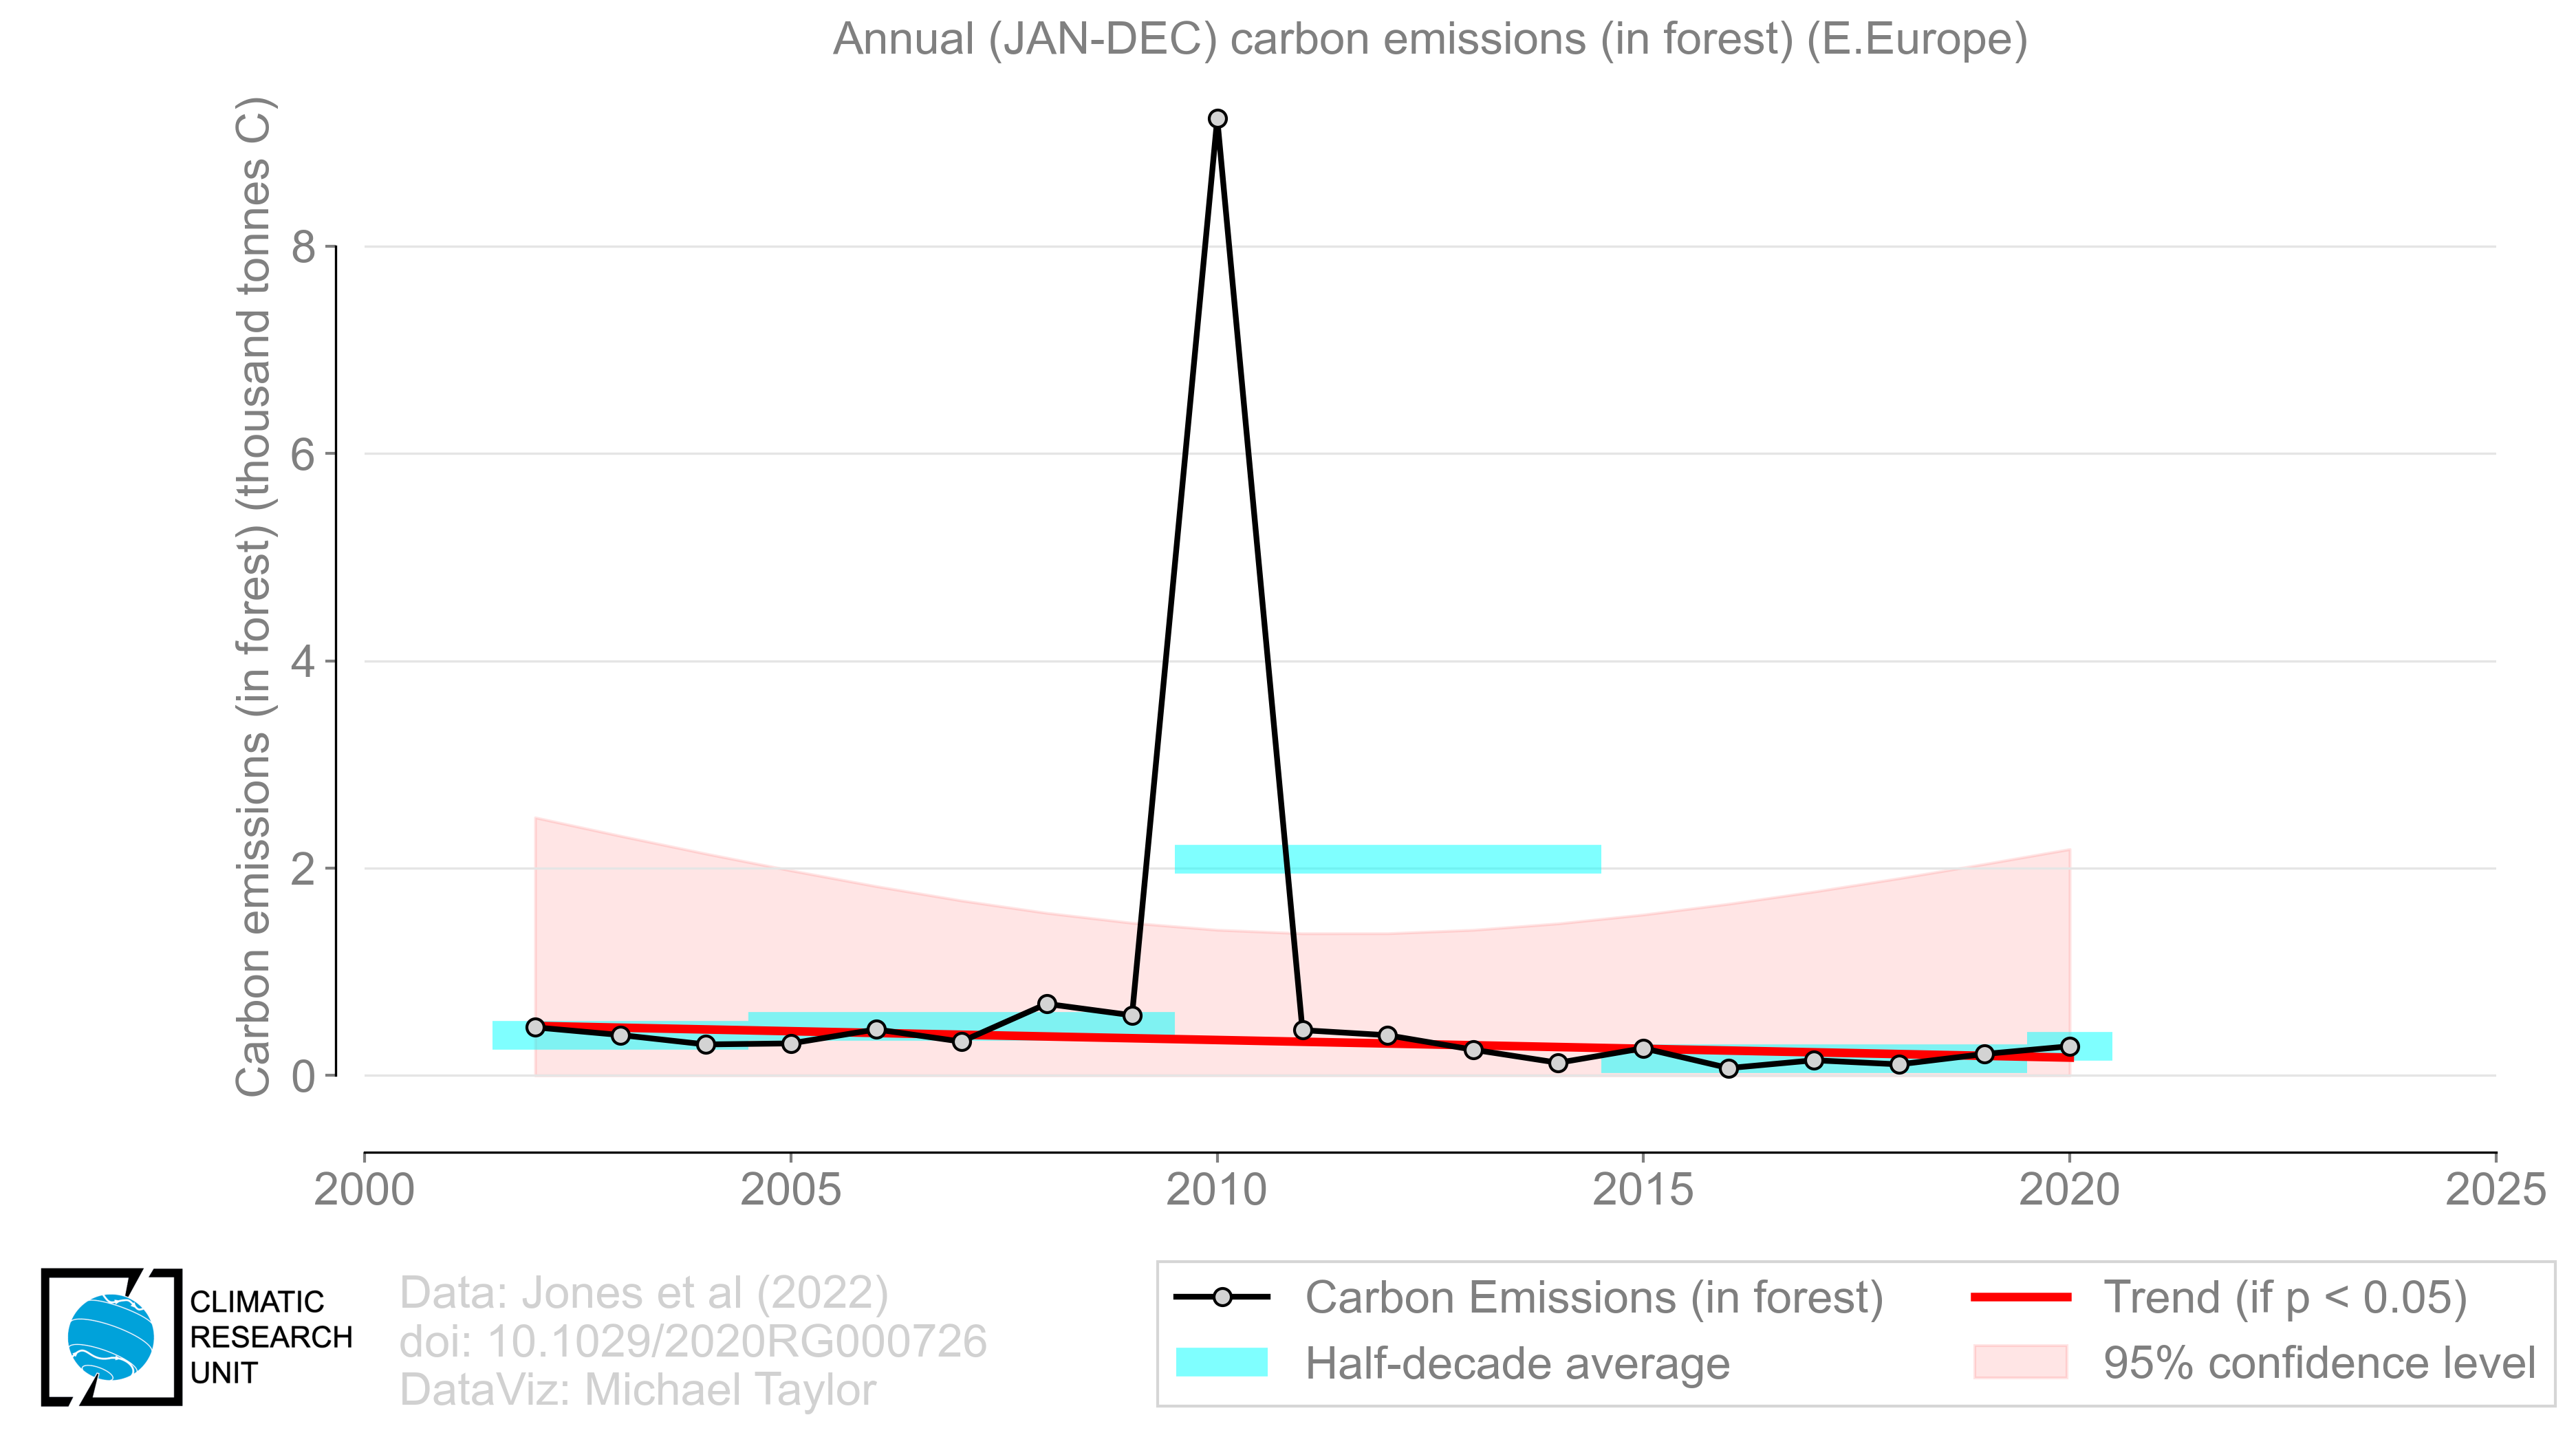 Annual (JAN-DEC) carbon emissions (in forest) (E.Europe)
Carbon emissions (in forest) (thousand tonnes C)
8
6
4
2
0
2000
2005
2010
2015
2020
2025
CLIMATIC
RESEARCH
UNIT
Data: Jones et al (2022)
doi: 10.1029/2020RG000726
DataViz: Michael Taylor
Carbon Emissions (in forest)
Half-decade average
Trend (if p < 0.05)
95% confidence level